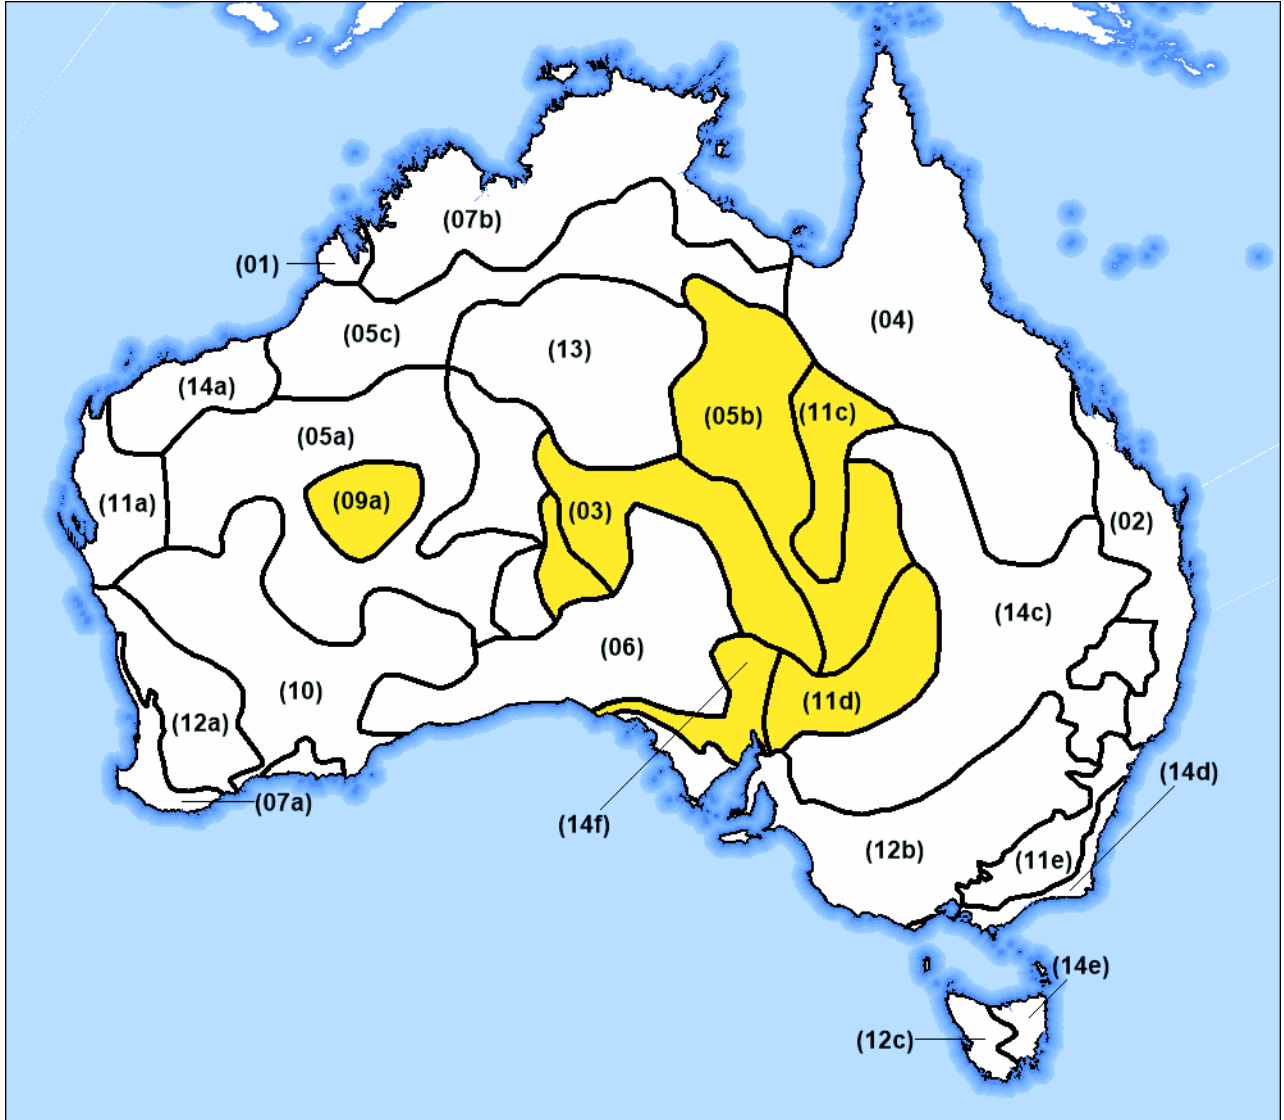 (07b)
(01)
(04)
(05c)
(13)
(14a)
(05b)
(11c)
(05a)
(09a)
(11a)
(03)
(02)
(14c)
(06)
(10)
(11d)
(12a)
(14d)
(07a)
(14f)
(12b)
(11e)
(14e)
(12c)